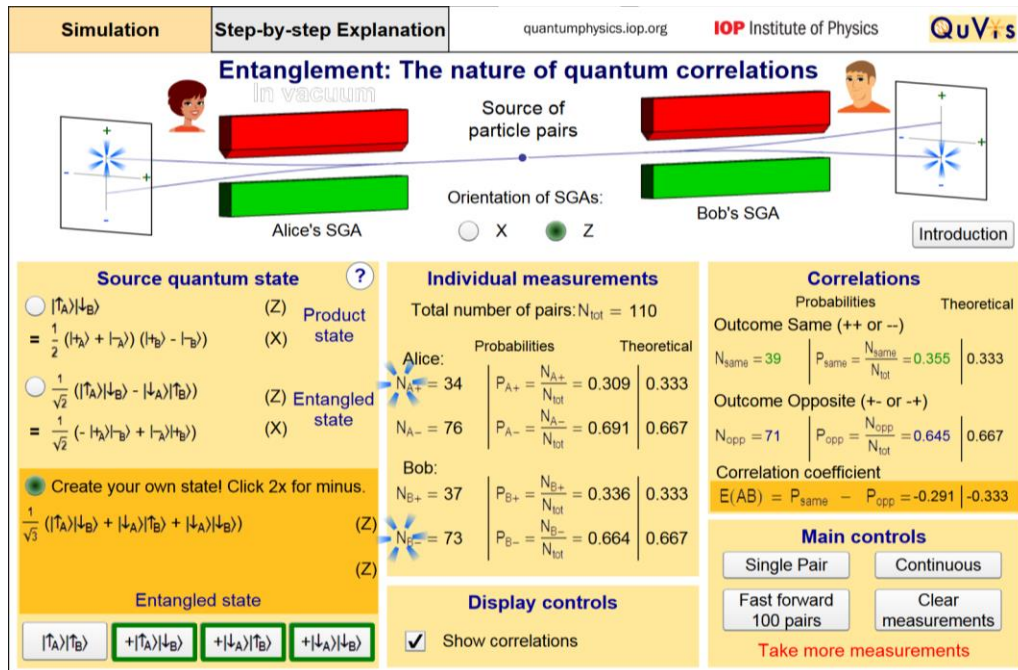 Simulation
Step-by-step Explanation
quantumphysics.iop.org
IOP Institute of Physics
QuVis
Entanglement: The nature of quantum correlations
In vacuum
Source of
particle pairs
+
-
+
-
+
-
+
-
Orientation of SGAs:
Alice's SGA
X
Z
Bob's SGA
Introduction
Source quantum state
?
|↑A⟩|↓B⟩ (Z)
= 1/2 (|+A⟩ + |-A⟩) (|+B⟩ - |-B⟩) (X)
Product
state
1/√2 (|↑A⟩|↓B⟩ - |↓A⟩|↑B⟩) (Z)
= 1/√2 (- |+A⟩|-B⟩ + |-A⟩|+B⟩) (X)
Entangled
state
Create your own state! Click 2x for minus.
1/√3 (|↑A⟩|↓B⟩ + |↓A⟩|↑B⟩ + |↓A⟩|↓B⟩) (Z)
(Z)
Entangled state
|↑A⟩|↑B⟩ +|↑A⟩|↓B⟩ +|↓A⟩|↑B⟩ +|↓A⟩|↓B⟩
Individual measurements
Total number of pairs: Ntot = 110
Alice: Probabilities Theoretical
NA+ = 34 PA+ = NA+/Ntot = 0.309 0.333
NA- = 76 PA- = NA-/Ntot = 0.691 0.667
Bob:
NB+ = 37 PB+ = NB+/Ntot = 0.336 0.333
NB- = 73 PB- = NB-/Ntot = 0.664 0.667
Display controls
Show correlations
Correlations
Probabilities Theoretical
Outcome Same (++ or --)
Nsame = 39 Psame = Nsame/Ntot = 0.355 0.333
Outcome Opposite (+- or -+)
Nopp = 71 Popp = Nopp/Ntot = 0.645 0.667
Correlation coefficient
E(AB) = Psame - Popp = -0.291 -0.333
Main controls
Single Pair
Continuous
Fast forward
100 pairs
Clear
measurements
Take more measurements